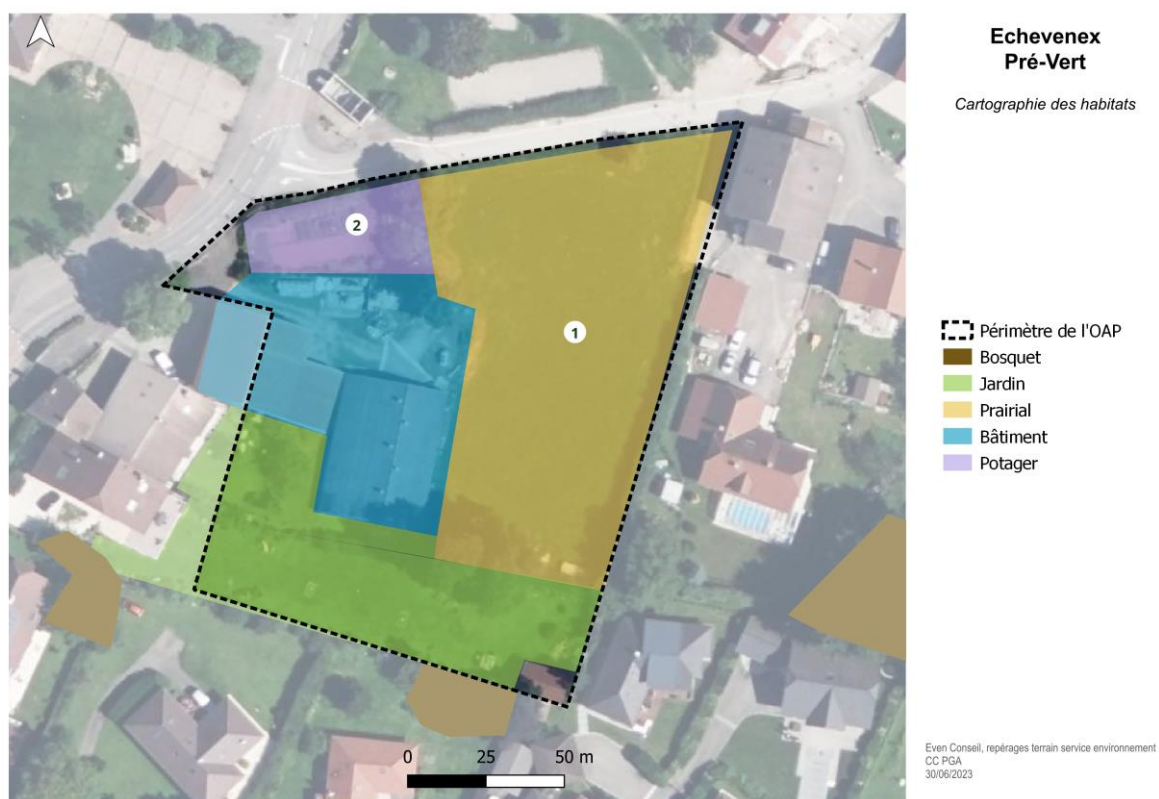 Echevenex
Pré-Vert
Cartographie des habitats
2
1
Périmètre de l'OAP
Bosquet
Jardin
Prairial
Bâtiment
Potager
0 25 50 m
Even Conseil, repérages terrain service environnement
CC PGA
30/06/2023